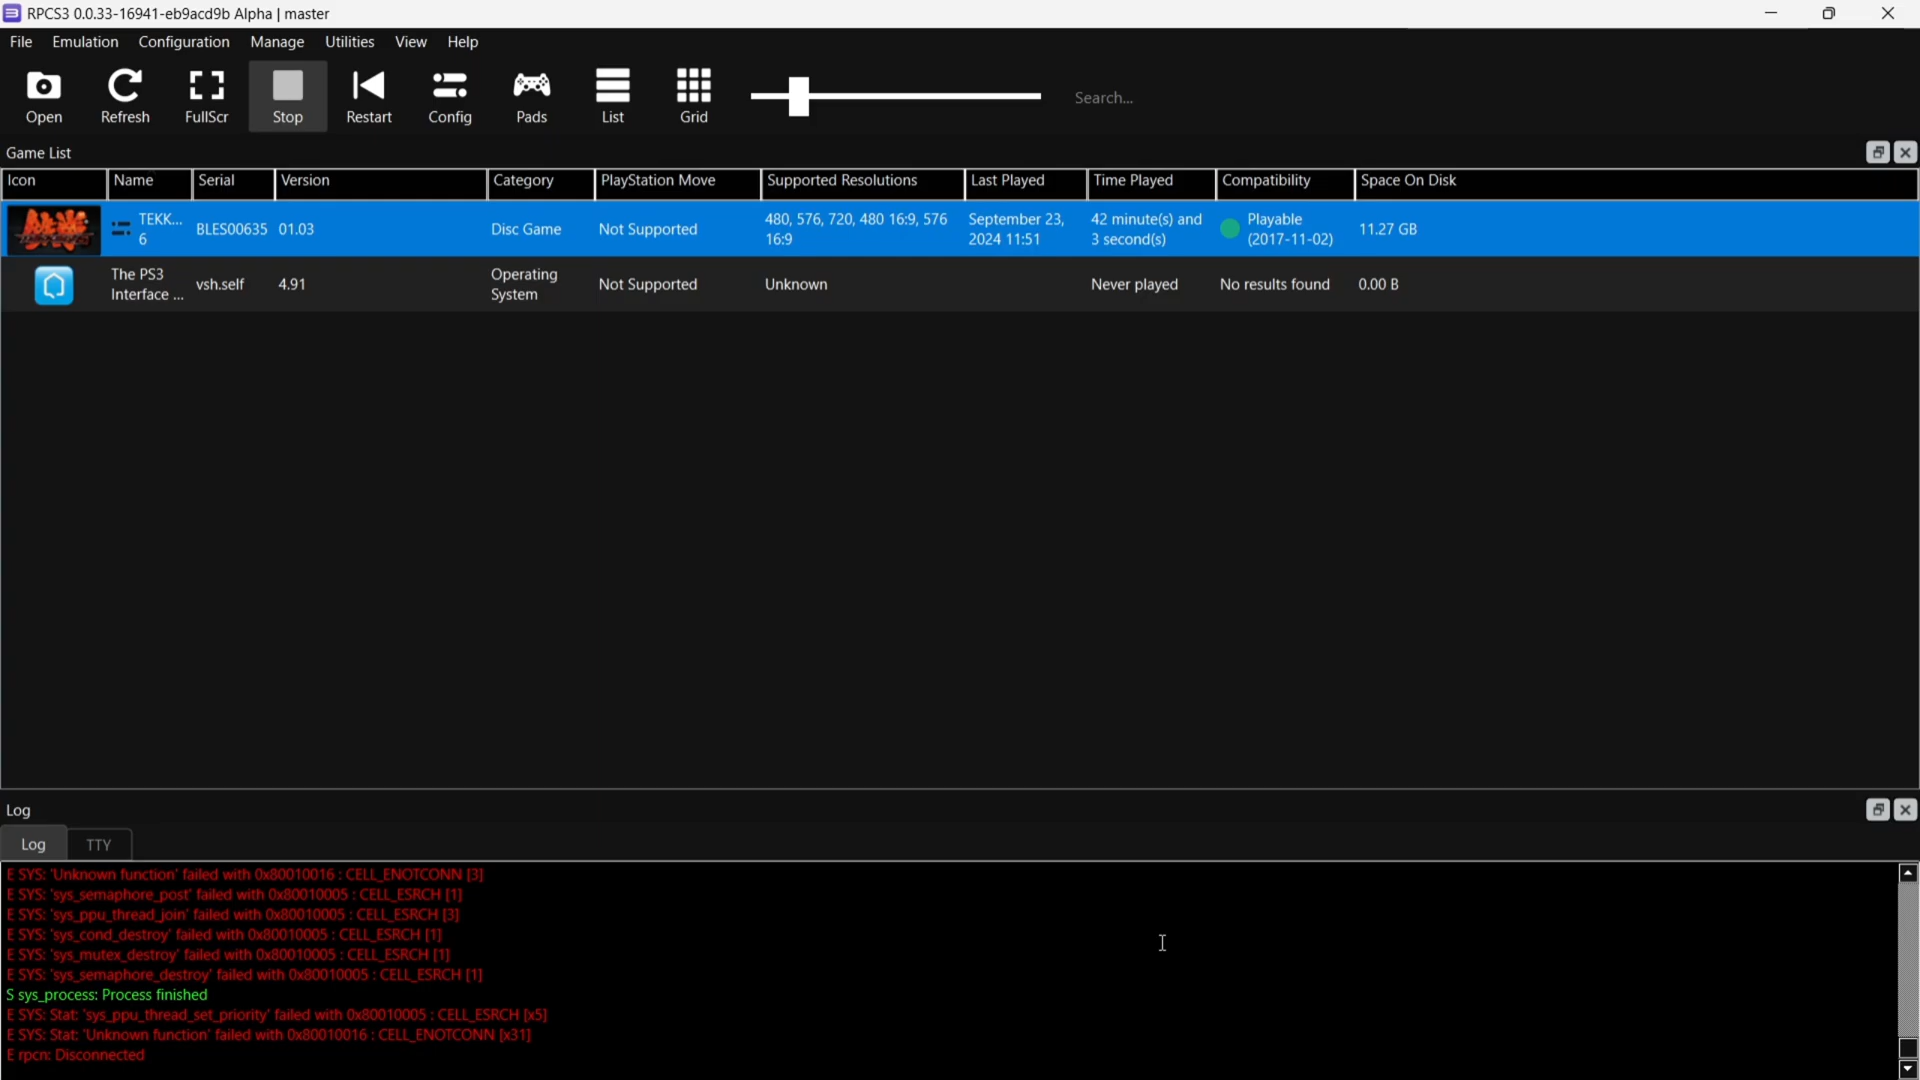 RPCS3 0.0.33-16941-eb9acd9b Alpha | master
File Emulation Configuration Manage Utilities View Help
Open Refresh FullScr Stop Restart Config Pads List Grid Search...
Game List
Icon Name Serial Version Category PlayStation Move Supported Resolutions Last Played Time Played Compatibility Space On Disk
TEKK... 480, 576, 720, 480 16:9, 576 September 23, 42 minute(s) and Playable
BLES00635 01.03 Disc Game Not Supported 11.27 GB
6 16:9 2024 11:51 3 second(s) (2017-11-02)
The PS3 Operating
vsh.self 4.91 Not Supported Unknown Never played No results found 0.00 B
Interface ... System
Log
Log TTY
E SYS: 'Unknown function' failed with 0x80010016 : CELL_ENOTCONN [3]
E SYS: 'sys_semaphore_post' failed with 0x80010005 : CELL_ESRCH [1]
E SYS: 'sys_ppu_thread_join' failed with 0x80010005 : CELL_ESRCH [3]
E SYS: 'sys_cond_destroy' failed with 0x80010005 : CELL_ESRCH [1]
E SYS: 'sys_mutex_destroy' failed with 0x80010005 : CELL_ESRCH [1]
E SYS: 'sys_semaphore_destroy' failed with 0x80010005 : CELL_ESRCH [1]
S sys_process: Process finished
E SYS: Stat: 'sys_ppu_thread_set_priority' failed with 0x80010005 : CELL_ESRCH [x5]
E SYS: Stat: 'Unknown function' failed with 0x80010016 : CELL_ENOTCONN [x31]
E rpcn: Disconnected